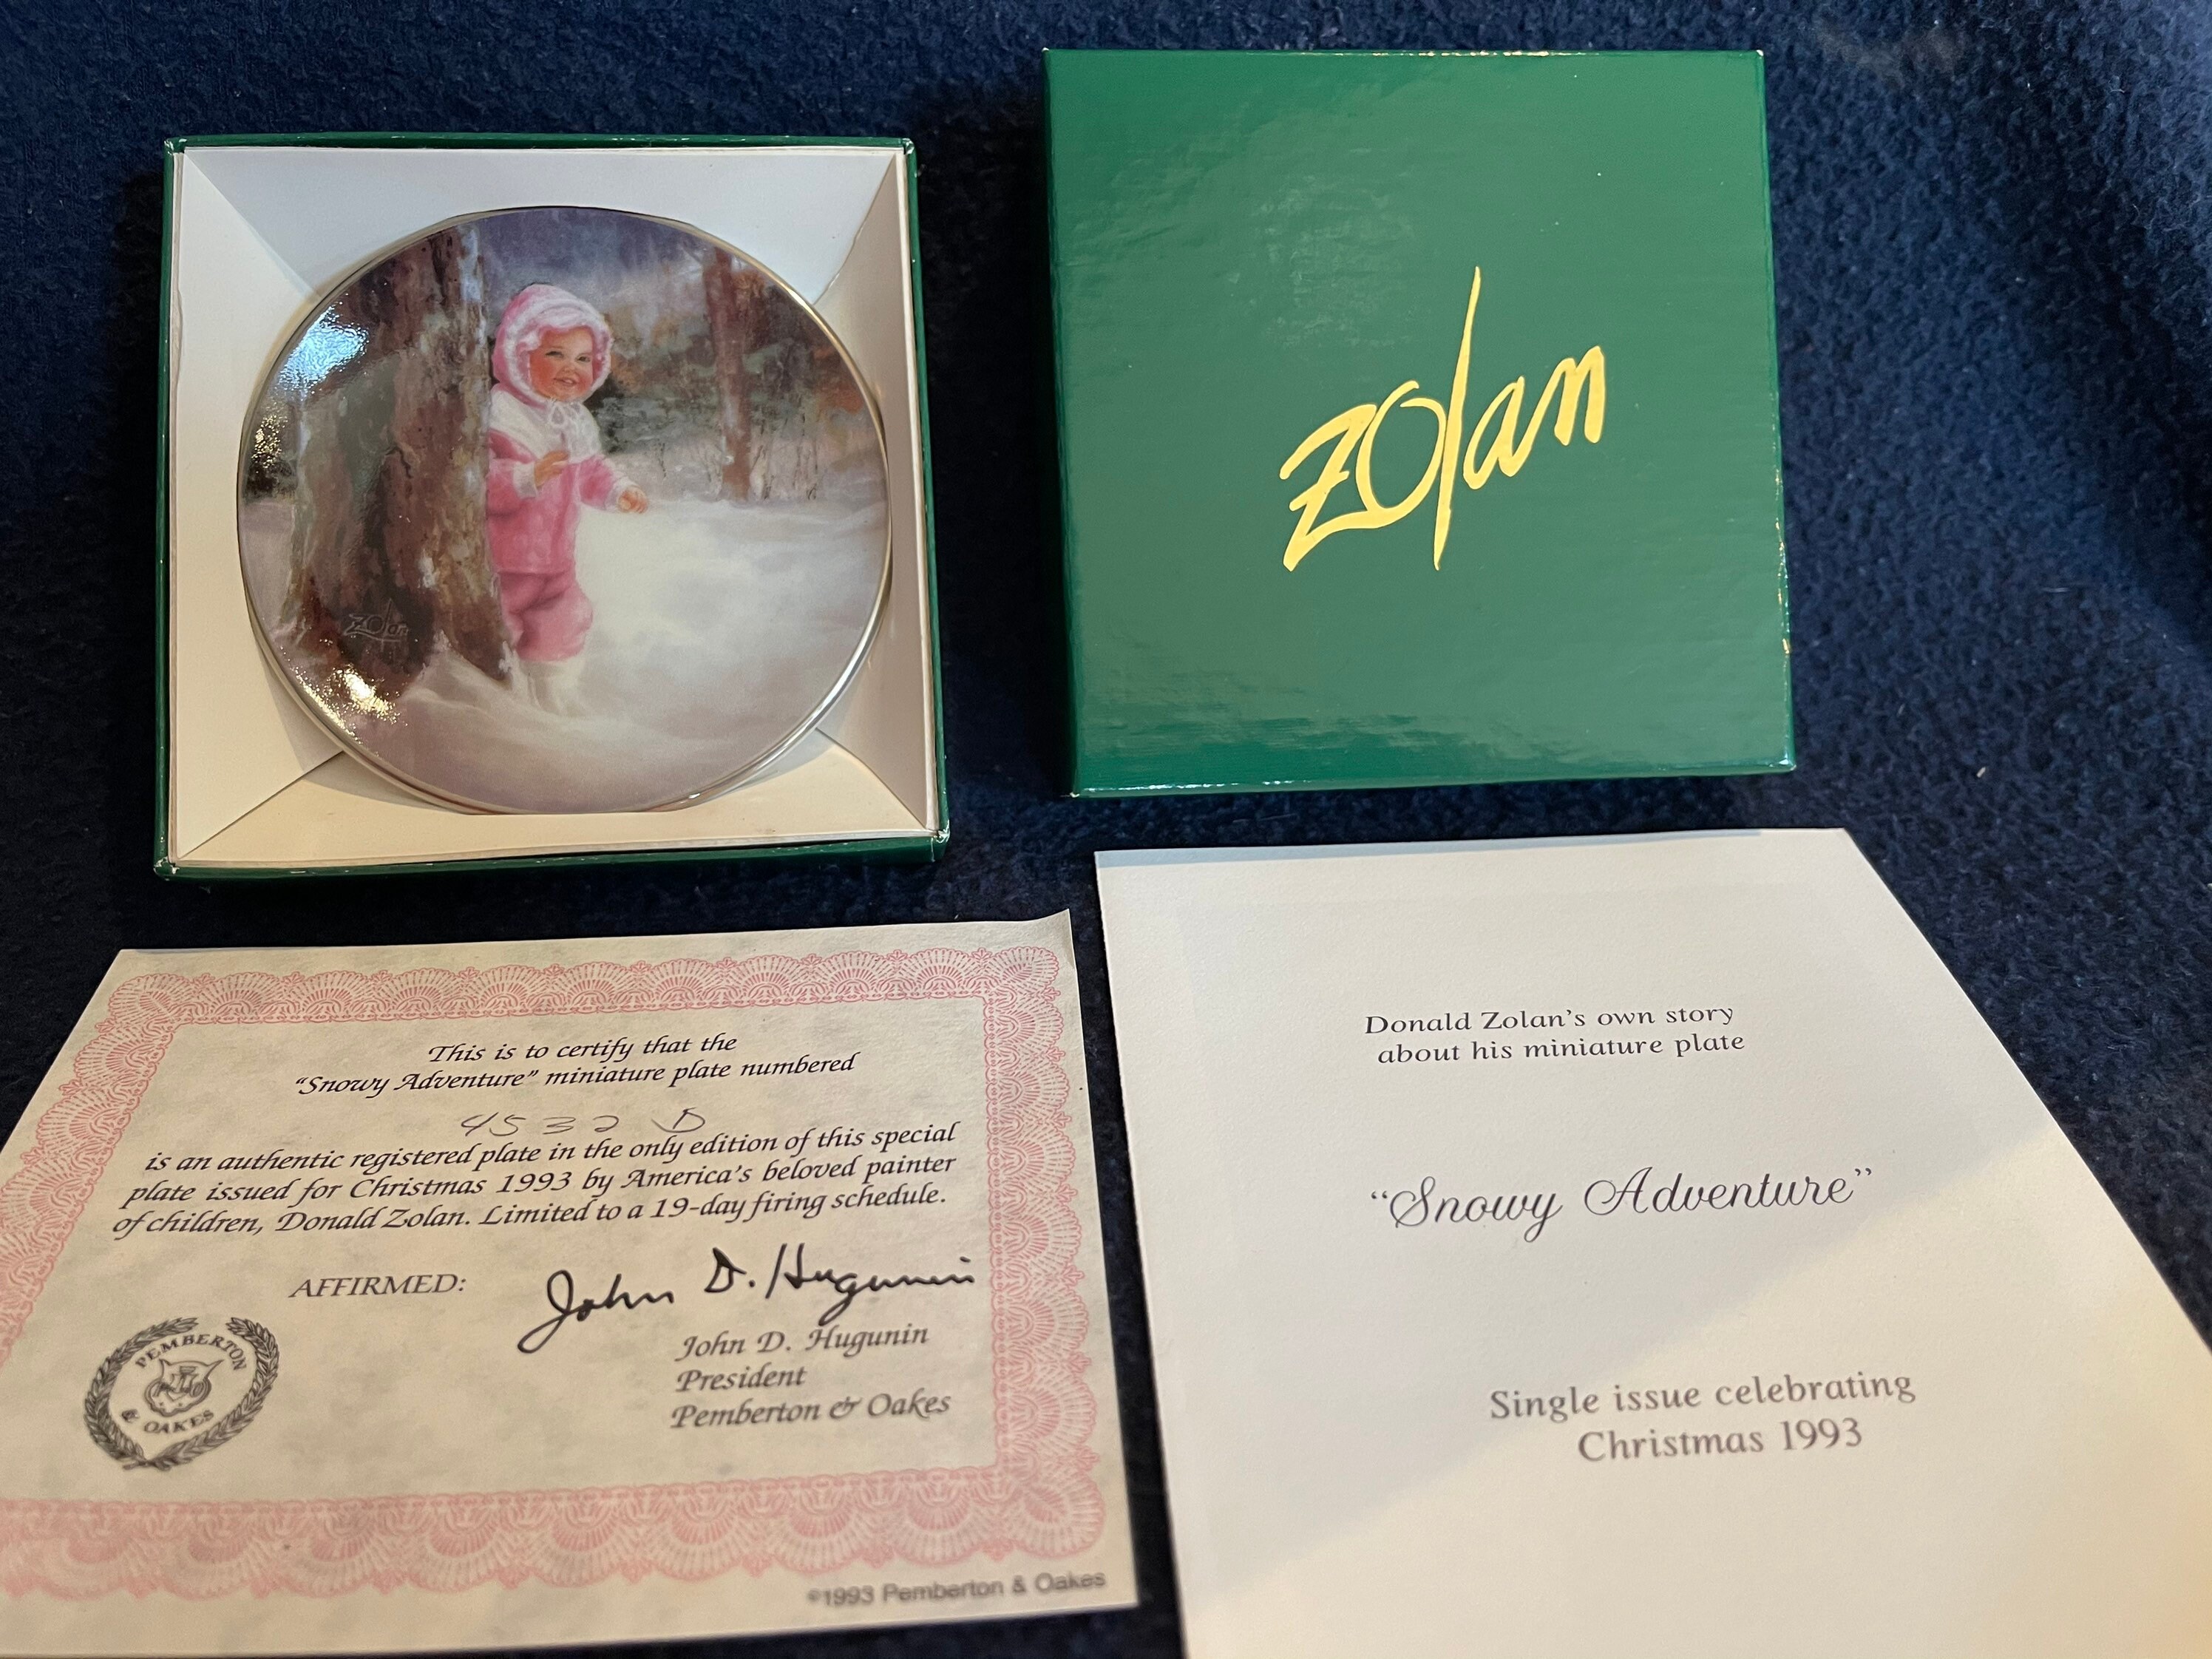 Zolan
Zolan
This is to certify that the
"Snowy Adventure" miniature plate numbered
4532 D
is an authentic registered plate in the only edition of this special
plate issued for Christmas 1993 by America's beloved painter
of children, Donald Zolan. Limited to a 19-day firing schedule.
AFFIRMED:
John D. Hugunin
John D. Hugunin
President
Pemberton & Oakes
PEMBERTON
& OAKES
©1993 Pemberton & Oakes
Donald Zolan's own story
about his miniature plate
"Snowy Adventure"
Single issue celebrating
Christmas 1993